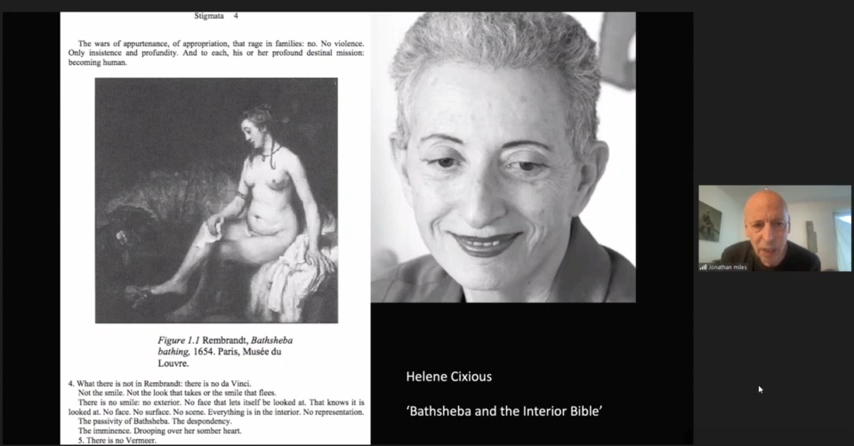 Stigmata 4
The wars of appurtenance, of appropriation, that rage in families: no. No violence.
Only insistence and profundity. And to each, his or her profound destinal mission:
becoming human.
Figure 1.1 Rembrandt, Bathsheba
bathing, 1654. Paris, Musée du
Louvre.
4. What there is not in Rembrandt: there is no da Vinci.
Not the smile. Not the look that takes or the smile that flees.
There is no smile: no exterior. No face that lets itself be looked at. That knows it is
looked at. No face. No surface. No scene. Everything is in the interior. No representation.
The passivity of Bathsheba. The despondency.
The imminence. Drooping over her somber heart.
5. There is no Vermeer.
Helene Cixious
'Bathsheba and the Interior Bible'
Jonathan miles